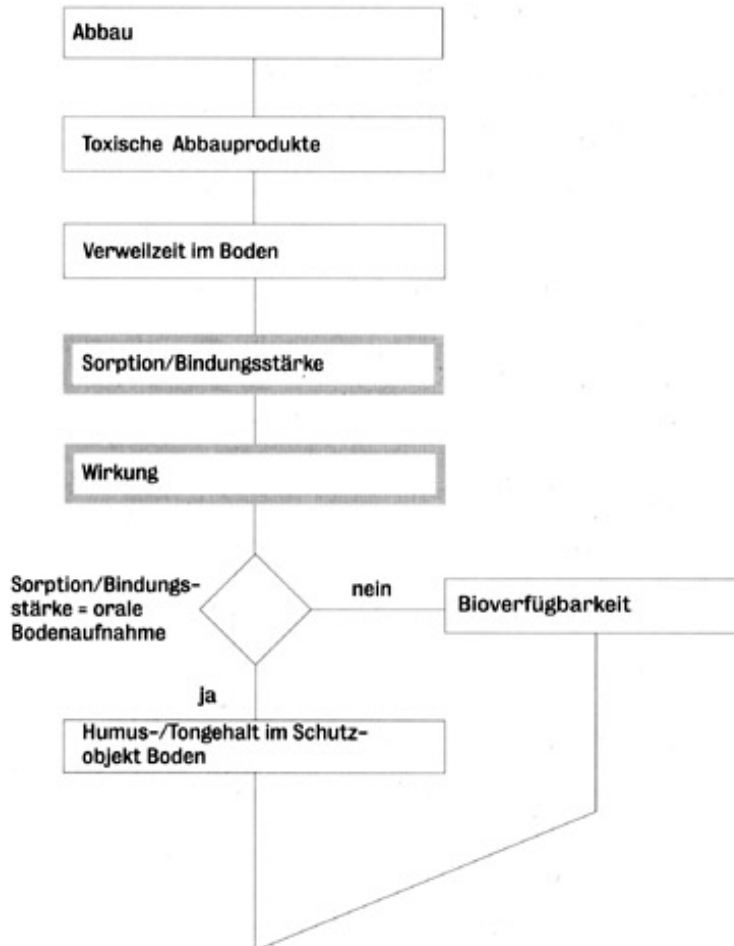 Abbau
Toxische Abbauprodukte
Verweilzeit im Boden
Sorption/Bindungsstärke
Wirkung
Sorption/Bindungs-
stärke = orale
Bodenaufnahme
nein
Bioverfügbarkeit
ja
Humus-/Tongehalt im Schutz-
objekt Boden